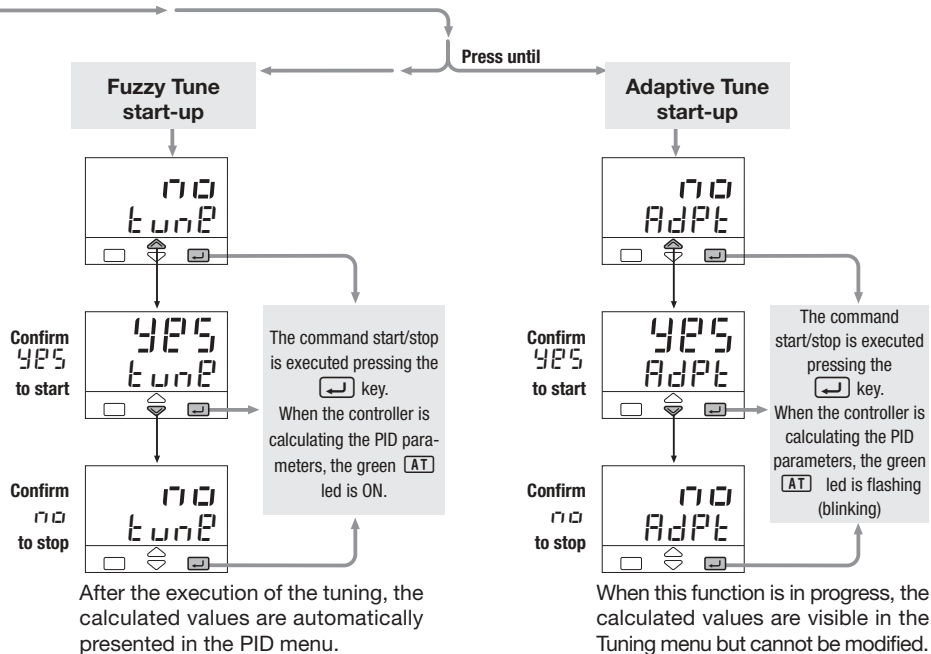 Press until
Fuzzy Tune
start-up
no
tunE
Confirm
YES
to start
YES
tunE
The command start/stop
is executed pressing the
key.
When the controller is
calculating the PID para-
meters, the green AT
led is ON.
Confirm
no
to stop
no
tunE
After the execution of the tuning, the
calculated values are automatically
presented in the PID menu.
Adaptive Tune
start-up
no
AdPt
Confirm
YES
to start
YES
AdPt
The command
start/stop is executed
pressing the
key.
When the controller is
calculating the PID
parameters, the green
AT led is flashing
(blinking)
Confirm
no
to stop
no
AdPt
When this function is in progress, the
calculated values are visible in the
Tuning menu but cannot be modified.